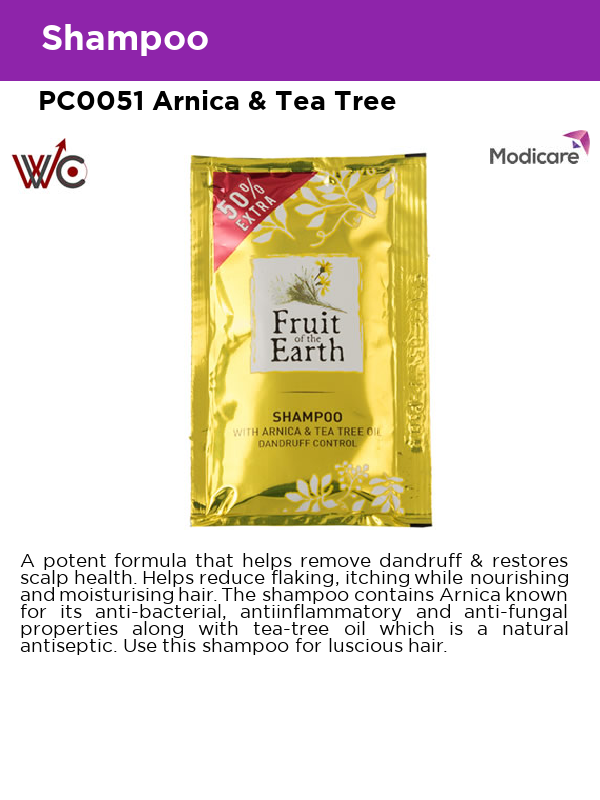 Shampoo
PC0051 Arnica & Tea Tree
WC
Modicare
50%
EXTRA
Fruit
of the
Earth
SHAMPOO
WITH ARNICA & TEA TREE OIL
DANDRUFF CONTROL
A potent formula that helps remove dandruff & restores
scalp health. Helps reduce flaking, itching while nourishing
and moisturising hair. The shampoo contains Arnica known
for its anti-bacterial, antiinflammatory and anti-fungal
properties along with tea-tree oil which is a natural
antiseptic. Use this shampoo for luscious hair.